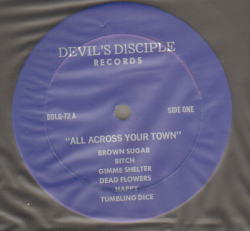 DEVIL'S DISCIPLE
RECORDS
DDLG-72 A
SIDE ONE
"ALL ACROSS YOUR TOWN"
BROWN SUGAR
BITCH
GIMME SHELTER
DEAD FLOWERS
HAPPY
TUMBLING DICE